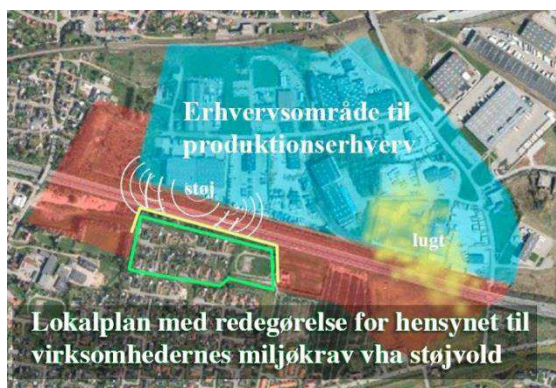 Erhvervsområde til
produktionserhverv
støj
lugt
Lokalplan med redegørelse for hensynet til
virksomhedernes miljøkrav vha støjvold